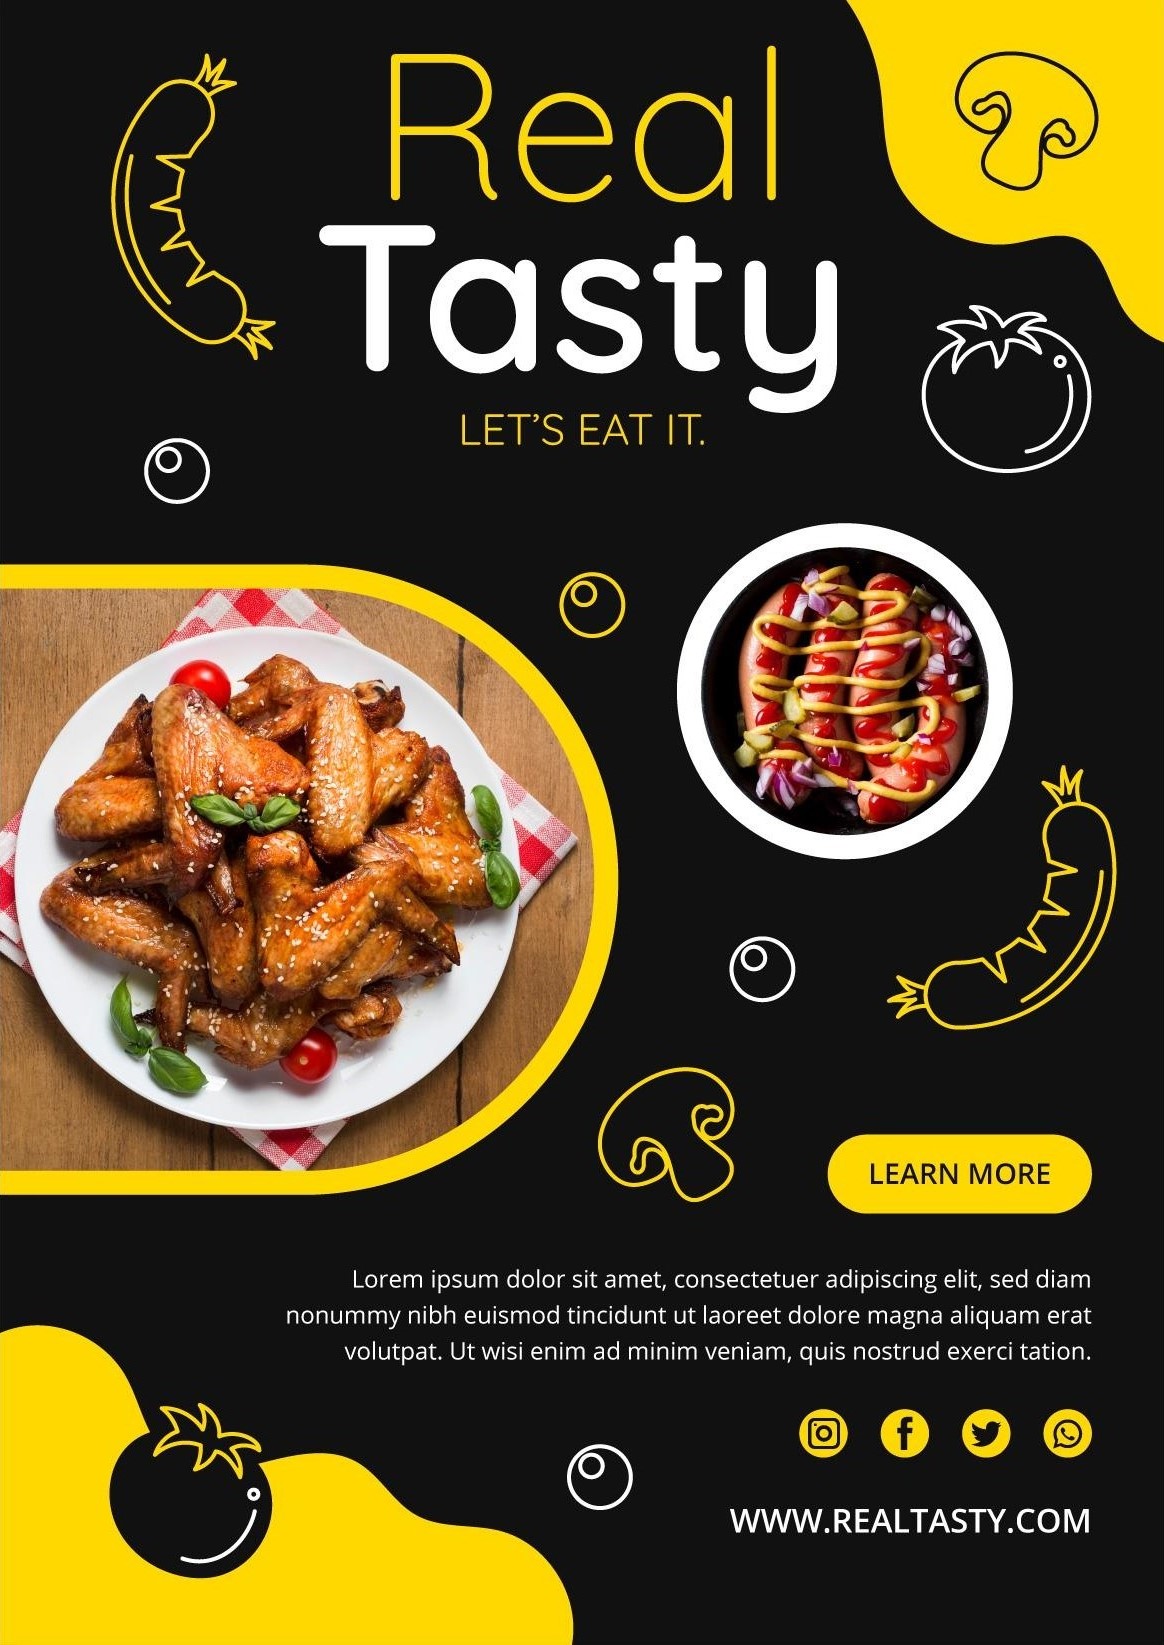 Real
Tasty
LET'S EAT IT.
LEARN MORE
Lorem ipsum dolor sit amet, consectetuer adipiscing elit, sed diam
nonummy nibh euismod tincidunt ut laoreet dolore magna aliquam erat
volutpat. Ut wisi enim ad minim veniam, quis nostrud exerci tation.
WWW.REALTASTY.COM